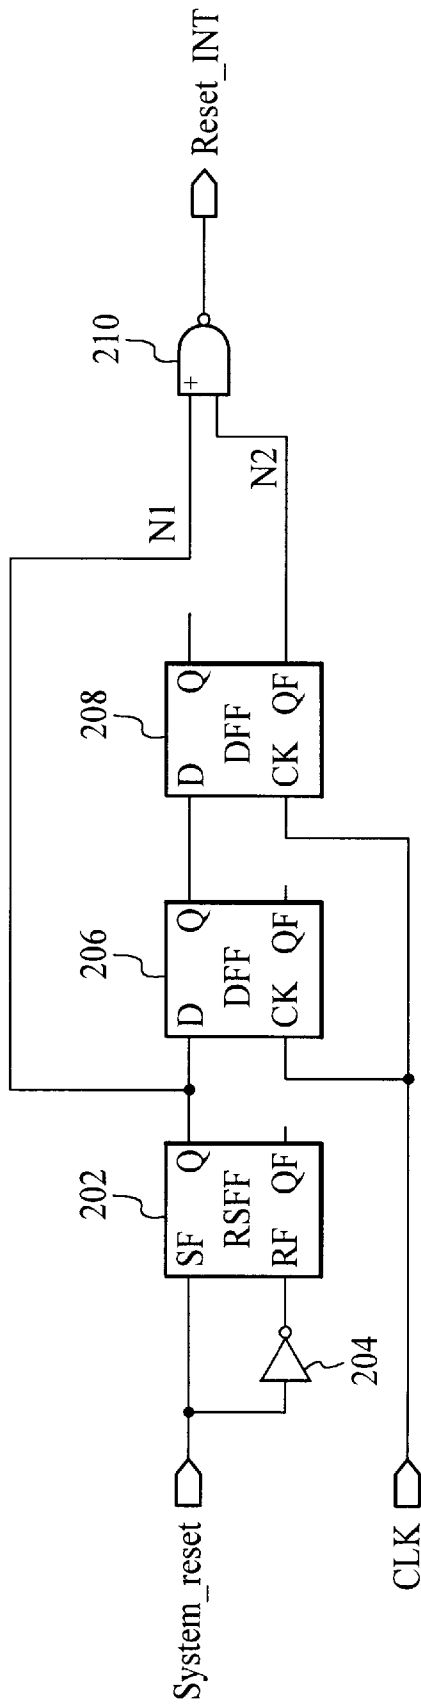 System_reset
CLK
204
202
SF
Q
RSFF
RF
QF
206
D
Q
DFF
CK
QF
208
D
Q
DFF
CK
QF
N1
N2
210
+
Reset_INT